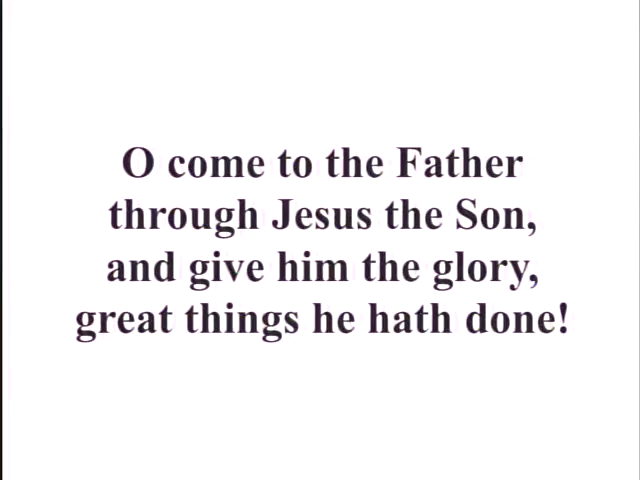 O come to the Father
through Jesus the Son,
and give him the glory,
great things he hath done!